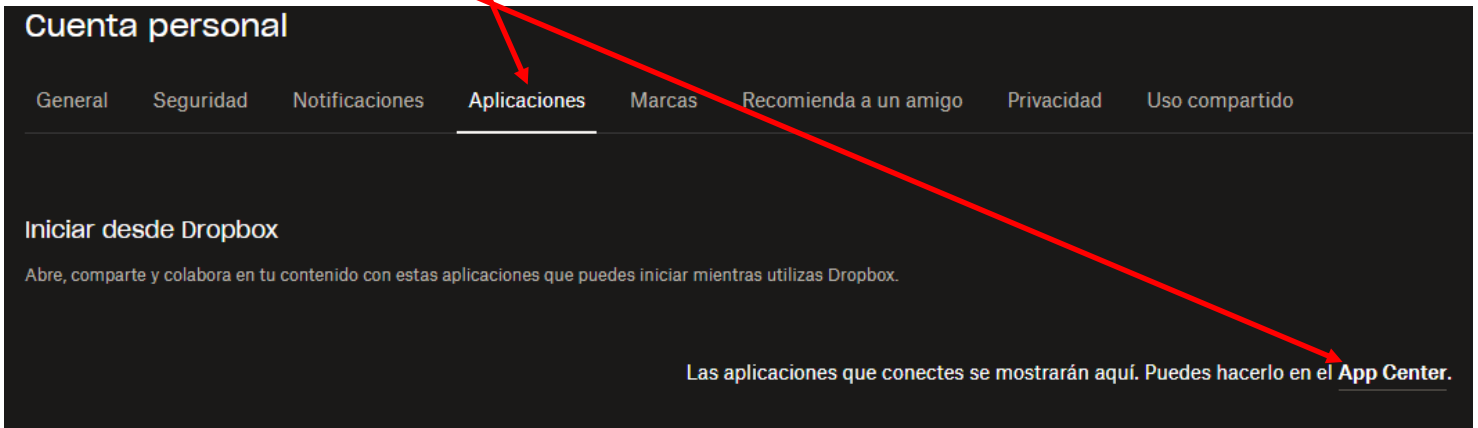 Cuenta personal
General Seguridad Notificaciones Aplicaciones Marcas Recomienda a un amigo Privacidad Uso compartido
Iniciar desde Dropbox
Abre, comparte y colabora en tu contenido con estas aplicaciones que puedes iniciar mientras utilizas Dropbox.
Las aplicaciones que conectes se mostrarán aquí. Puedes hacerlo en el App Center.